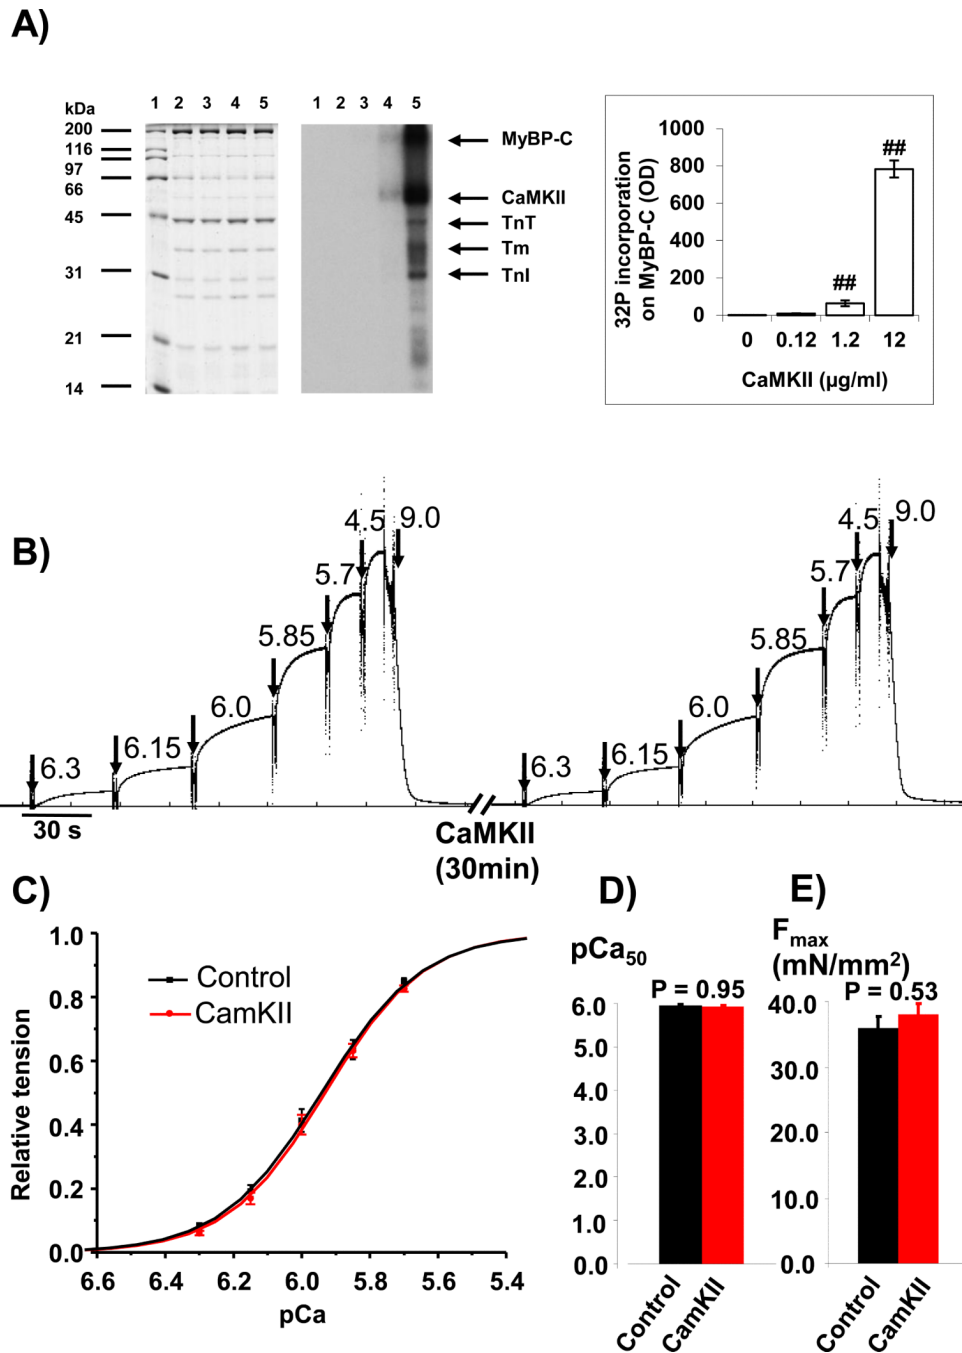 A)
kDa
1 2 3 4 5
1 2 3 4 5
200
116
97
66
45
31
21
14
MyBP-C
CaMKII
TnT
Tm
TnI
32P incorporation
on MyBP-C (OD)
1000
800
600
400
200
0
##
##
0 0.12 1.2 12
CaMKII (µg/ml)
B)
6.3
6.15
6.0
5.85
5.7
4.5
9.0
30 s
CaMKII
(30min)
6.3
6.15
6.0
5.85
5.7
4.5
9.0
C)
Relative tension
1.0
0.8
0.6
0.4
0.2
0.0
Control
CamKII
6.6 6.4 6.2 6.0 5.8 5.6 5.4
pCa
D)
pCa50
P = 0.95
6.0
5.0
4.0
3.0
2.0
1.0
0.0
Control
CamKII
E)
Fmax
(mN/mm²)
P = 0.53
40.0
30.0
20.0
10.0
0.0
Control
CamKII